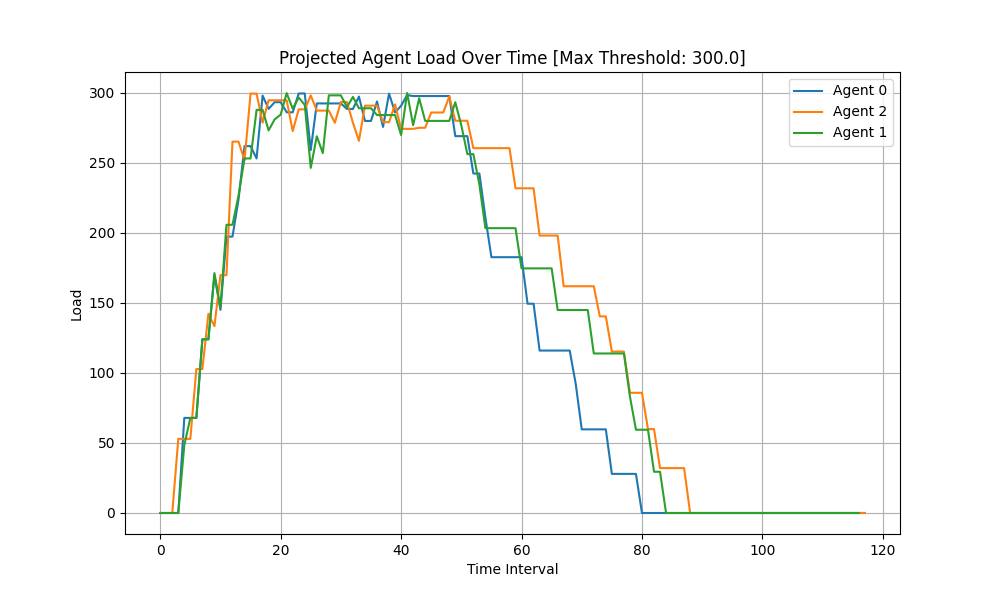 Projected Agent Load Over Time [Max Threshold: 300.0]
Agent 0
Agent 2
Agent 1
Load
300
250
200
150
100
50
0
0 20 40 60 80 100 120
Time Interval